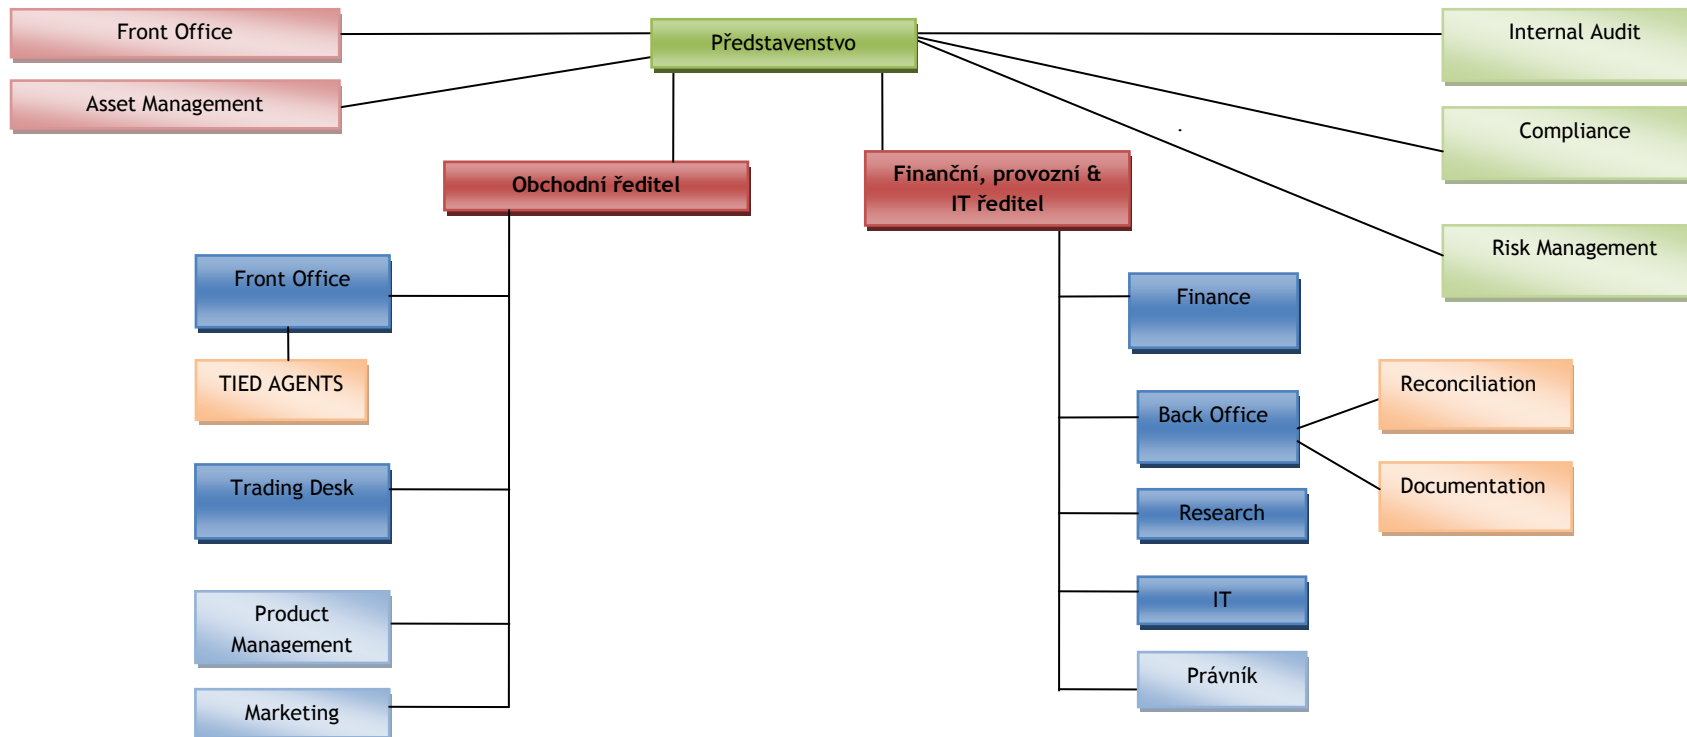 Front Office
Představenstvo
Internal Audit
Asset Management
Compliance
Obchodní ředitel
Finanční, provozní &
IT ředitel
Risk Management
Front Office
Finance
TIED AGENTS
Reconciliation
Back Office
Trading Desk
Documentation
Research
Product
Management
IT
Právník
Marketing